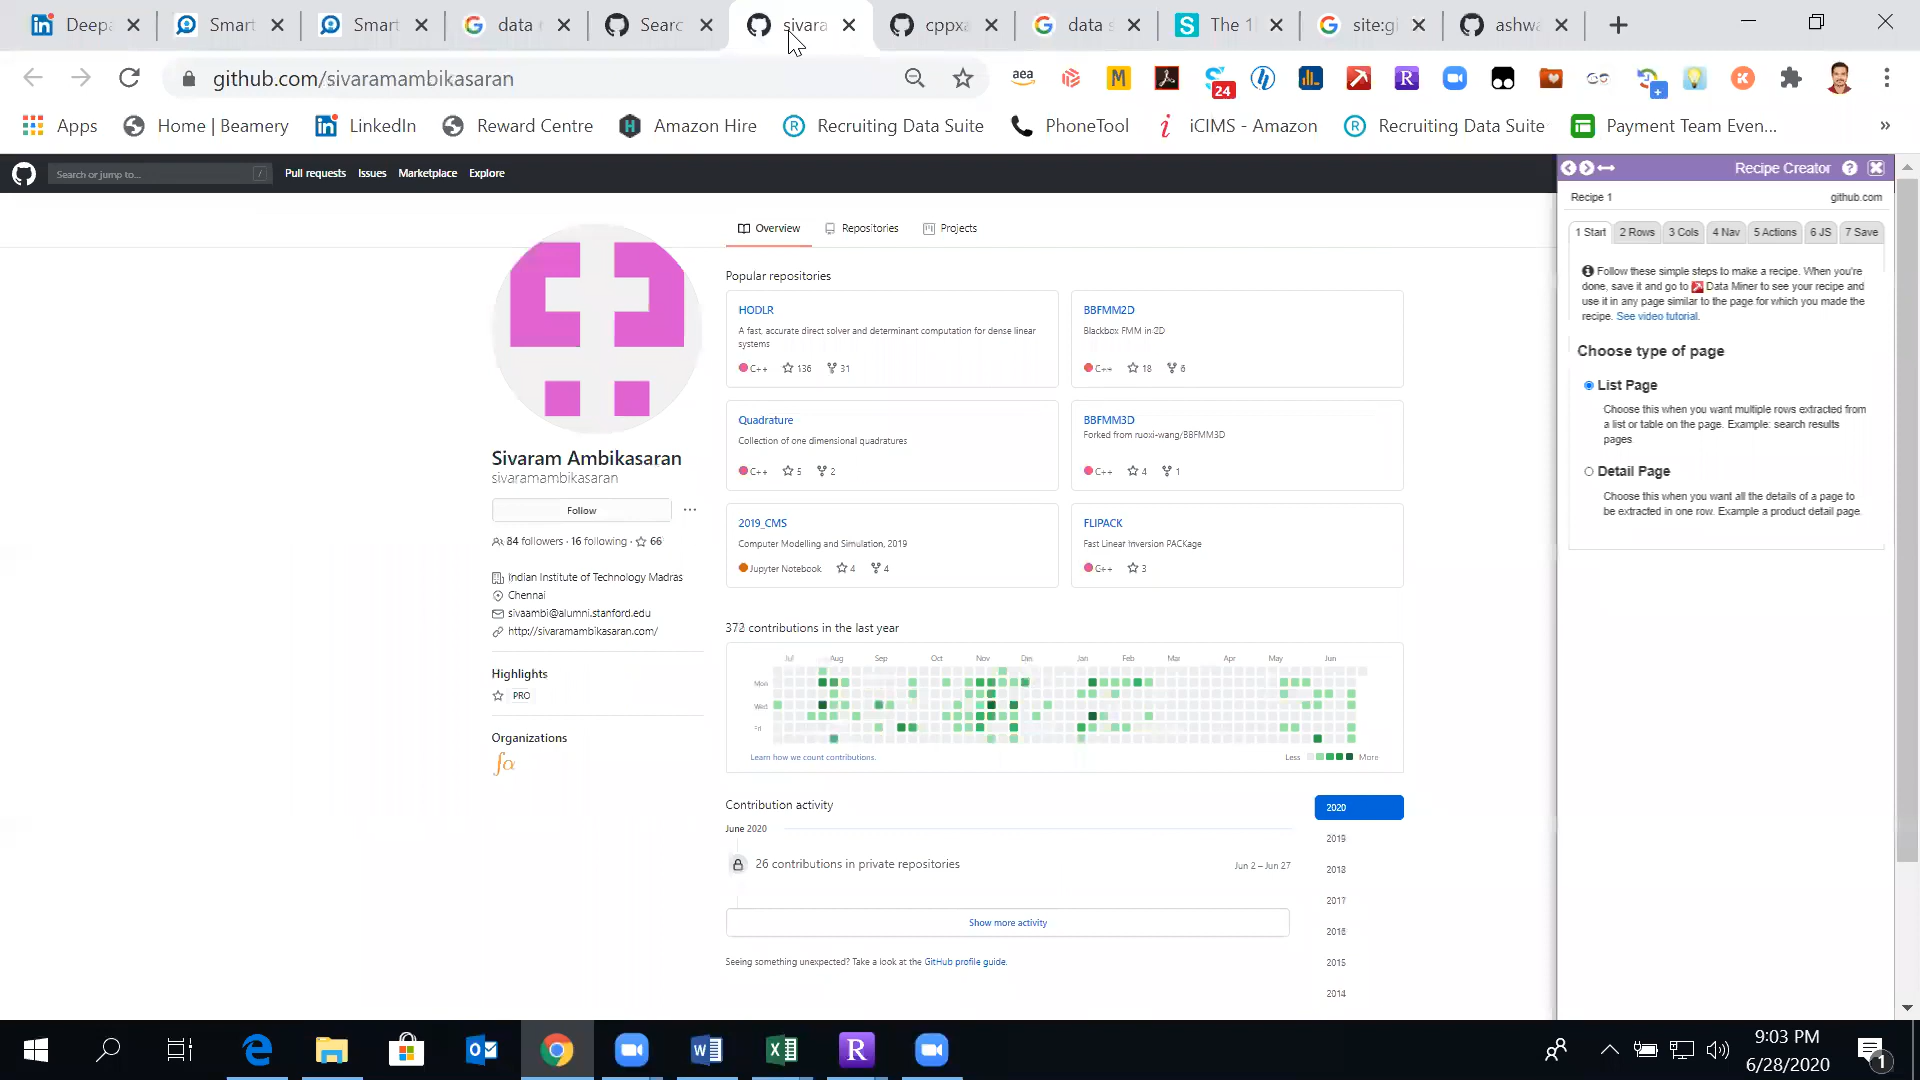 Deepa
Smart
Smart
data
Searc
sivara
cppxa
data s
The 1
site:gi
ashwa
github.com/sivaramambikasaran
aea
24
Apps
Home | Beamery
LinkedIn
Reward Centre
Amazon Hire
Recruiting Data Suite
PhoneTool
iCIMS - Amazon
Recruiting Data Suite
Payment Team Even...
»
Search or jump to...
/
Pull requests
Issues
Marketplace
Explore
Overview
Repositories
Projects
Sivaram Ambikasaran
sivaramambikasaran
Follow
84 followers · 16 following · 66
Indian Institute of Technology Madras
Chennai
sivaambi@alumni.stanford.edu
http://sivaramambikasaran.com/
Highlights
PRO
Organizations
∫α
Popular repositories
HODLR
A fast, accurate direct solver and determinant computation for dense linear
systems
C++ 136 31
BBFMM2D
Blackbox FMM in 2D
C++ 18 6
Quadrature
Collection of one dimensional quadratures
C++ 5 2
BBFMM3D
Forked from ruoxi-wang/BBFMM3D
C++ 4 1
2019_CMS
Computer Modelling and Simulation, 2019
Jupyter Notebook 4 4
FLIPACK
Fast Linear Inversion PACKage
C++ 3
372 contributions in the last year
Jul Aug Sep Oct Nov Jan Feb Mar Apr May Jun
Mon
Wed
Fri
Learn how we count contributions.
Less More
Contribution activity
June 2020
26 contributions in private repositories
Jun 2 – Jun 27
Show more activity
Seeing something unexpected? Take a look at the GitHub profile guide.
2020
2019
2018
2017
2016
2015
2014
Recipe Creator
Recipe 1
github.com
1 Start
2 Rows
3 Cols
4 Nav
5 Actions
6 JS
7 Save
Follow these simple steps to make a recipe. When you're
done, save it and go to Data Miner to see your recipe and
use it in any page similar to the page for which you made the
recipe. See video tutorial.
Choose type of page
List Page
Choose this when you want multiple rows extracted from
a list or table on the page. Example: search results
pages
Detail Page
Choose this when you want all the details of a page to
be extracted in one row. Example a product detail page.
9:03 PM
6/28/2020
1